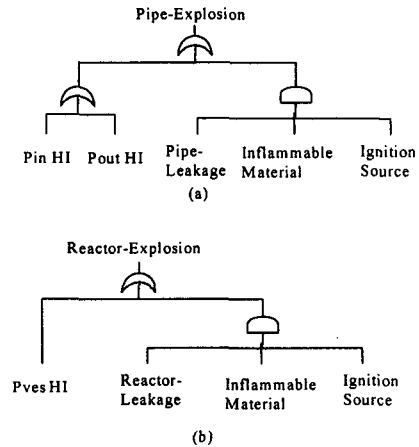 Pipe-Explosion
Pin HI Pout HI Pipe-Leakage Inflammable Material Ignition Source
(a)
Reactor-Explosion
Pves HI Reactor-Leakage Inflammable Material Ignition Source
(b)